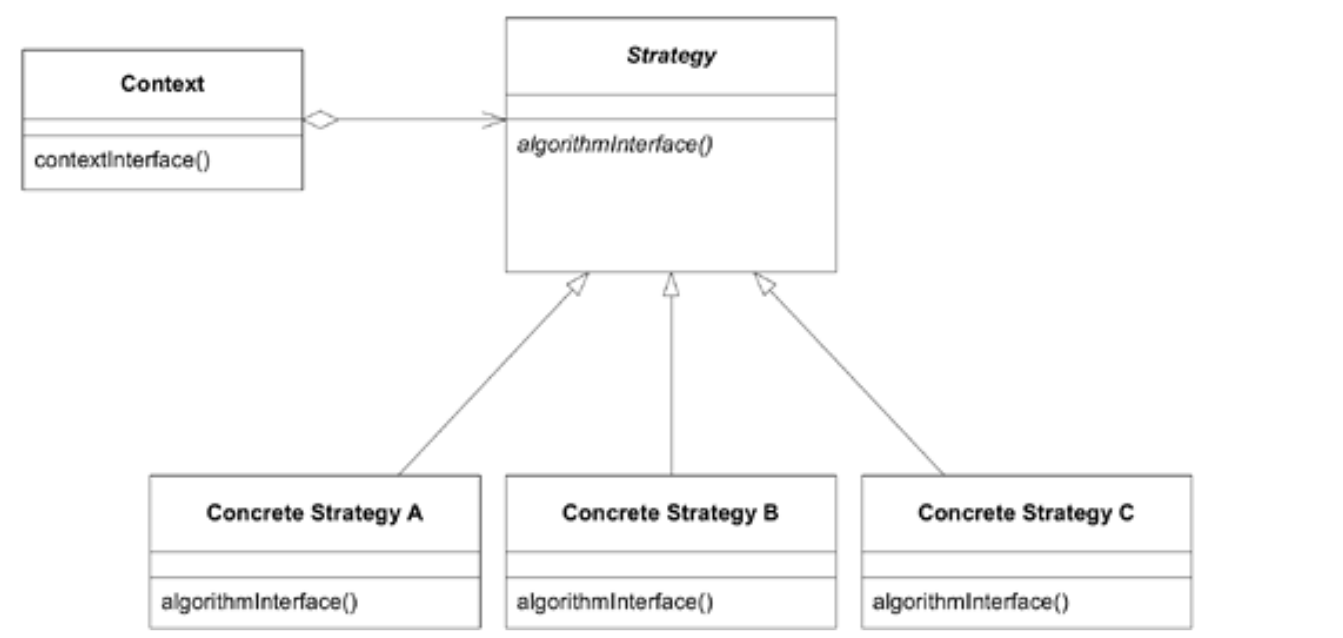 Strategy
Context
algorithmInterface()
contextInterface()
Concrete Strategy A
Concrete Strategy B
Concrete Strategy C
algorithmInterface()
algorithmInterface()
algorithmInterface()